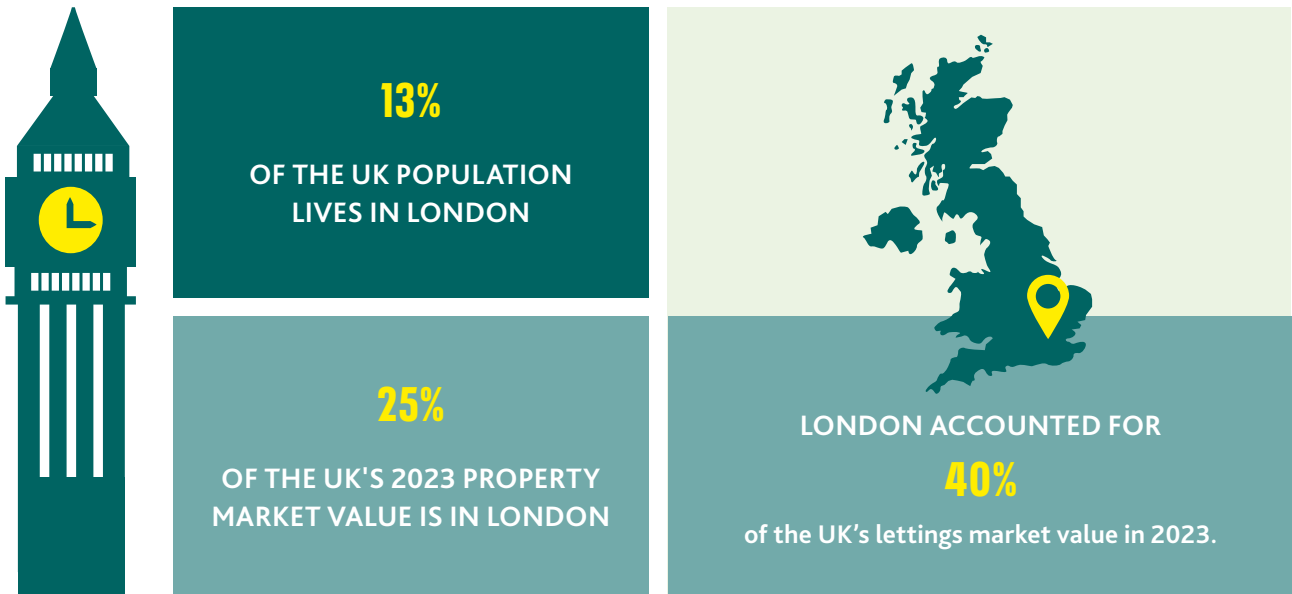 13%
OF THE UK POPULATION
LIVES IN LONDON
25%
OF THE UK'S 2023 PROPERTY
MARKET VALUE IS IN LONDON
LONDON ACCOUNTED FOR
40%
of the UK’s lettings market value in 2023.